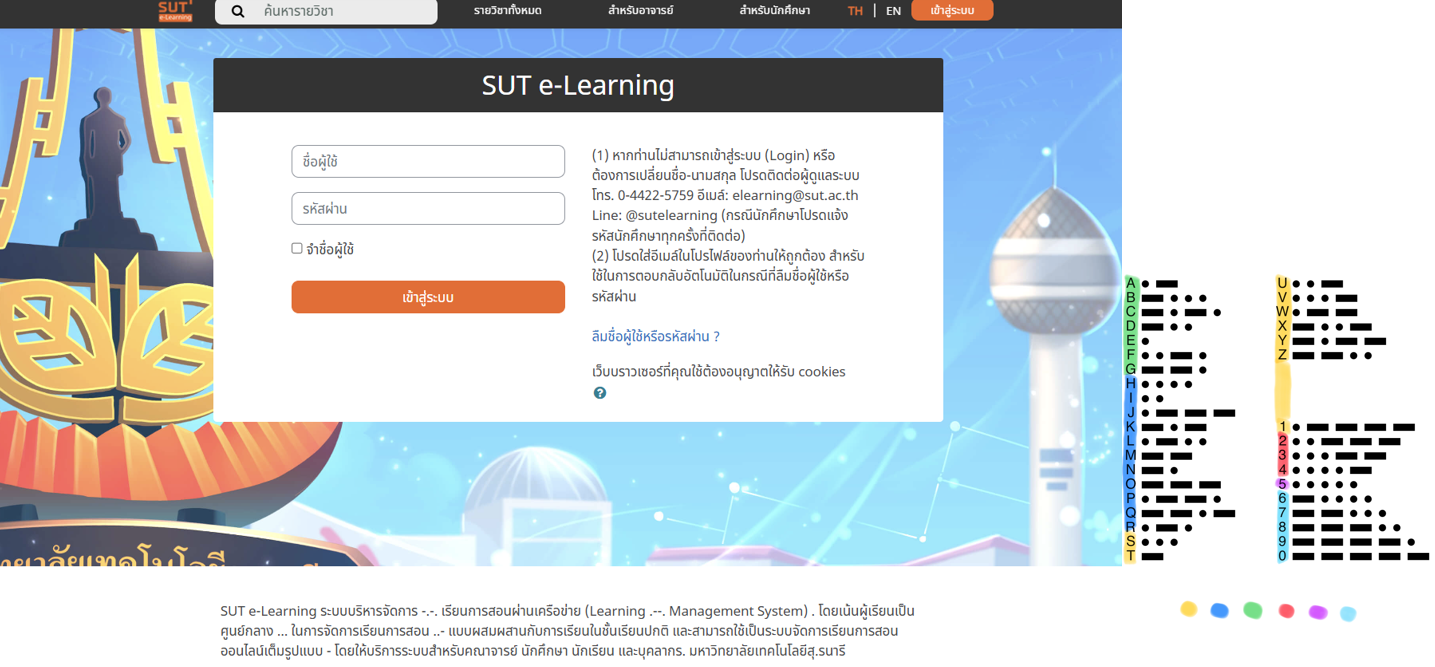 SUT
e-Learning
ค้นหารายวิชา
รายวิชาทั้งหมด
สำหรับอาจารย์
สำหรับนักศึกษา
TH | EN
เข้าสู่ระบบ
SUT e-Learning
ชื่อผู้ใช้
รหัสผ่าน
จำชื่อผู้ใช้
เข้าสู่ระบบ
(1) หากท่านไม่สามารถเข้าสู่ระบบ (Login) หรือ
ต้องการเปลี่ยนชื่อ-นามสกุล โปรดติดต่อผู้ดูแลระบบ
โทร. 0-4422-5759 อีเมล์: elearning@sut.ac.th
Line: @sutelearning (กรณีนักศึกษาโปรดแจ้ง
รหัสนักศึกษาทุกครั้งที่ติดต่อ)
(2) โปรดใส่อีเมล์ในโปรไฟล์ของท่านให้ถูกต้อง สำหรับ
ใช้ในการตอบกลับอัตโนมัติในกรณีที่ลืมชื่อผู้ใช้หรือ
รหัสผ่าน
ลืมชื่อผู้ใช้หรือรหัสผ่าน ?
เว็บบราวเซอร์ที่คุณใช้ต้องอนุญาตให้รับ cookies
?
A
B
C
D
E
F
G
H
I
J
K
L
M
N
O
P
Q
R
S
T
U
V
W
X
Y
Z
1
2
3
4
5
6
7
8
9
0
SUT e-Learning ระบบบริหารจัดการ -.-. เรียนการสอนผ่านเครือข่าย (Learning .--. Management System) . โดยเน้นผู้เรียนเป็น
ศูนย์กลาง ... ในการจัดการเรียนการสอน ..- แบบผสมผสานกับการเรียนในชั้นเรียนปกติ และสามารถใช้เป็นระบบจัดการเรียนการสอน
ออนไลน์เต็มรูปแบบ - โดยให้บริการระบบสำหรับคณาจารย์ นักศึกษา นักเรียน และบุคลากร. มหาวิทยาลัยเทคโนโลยีสุ.รนารี